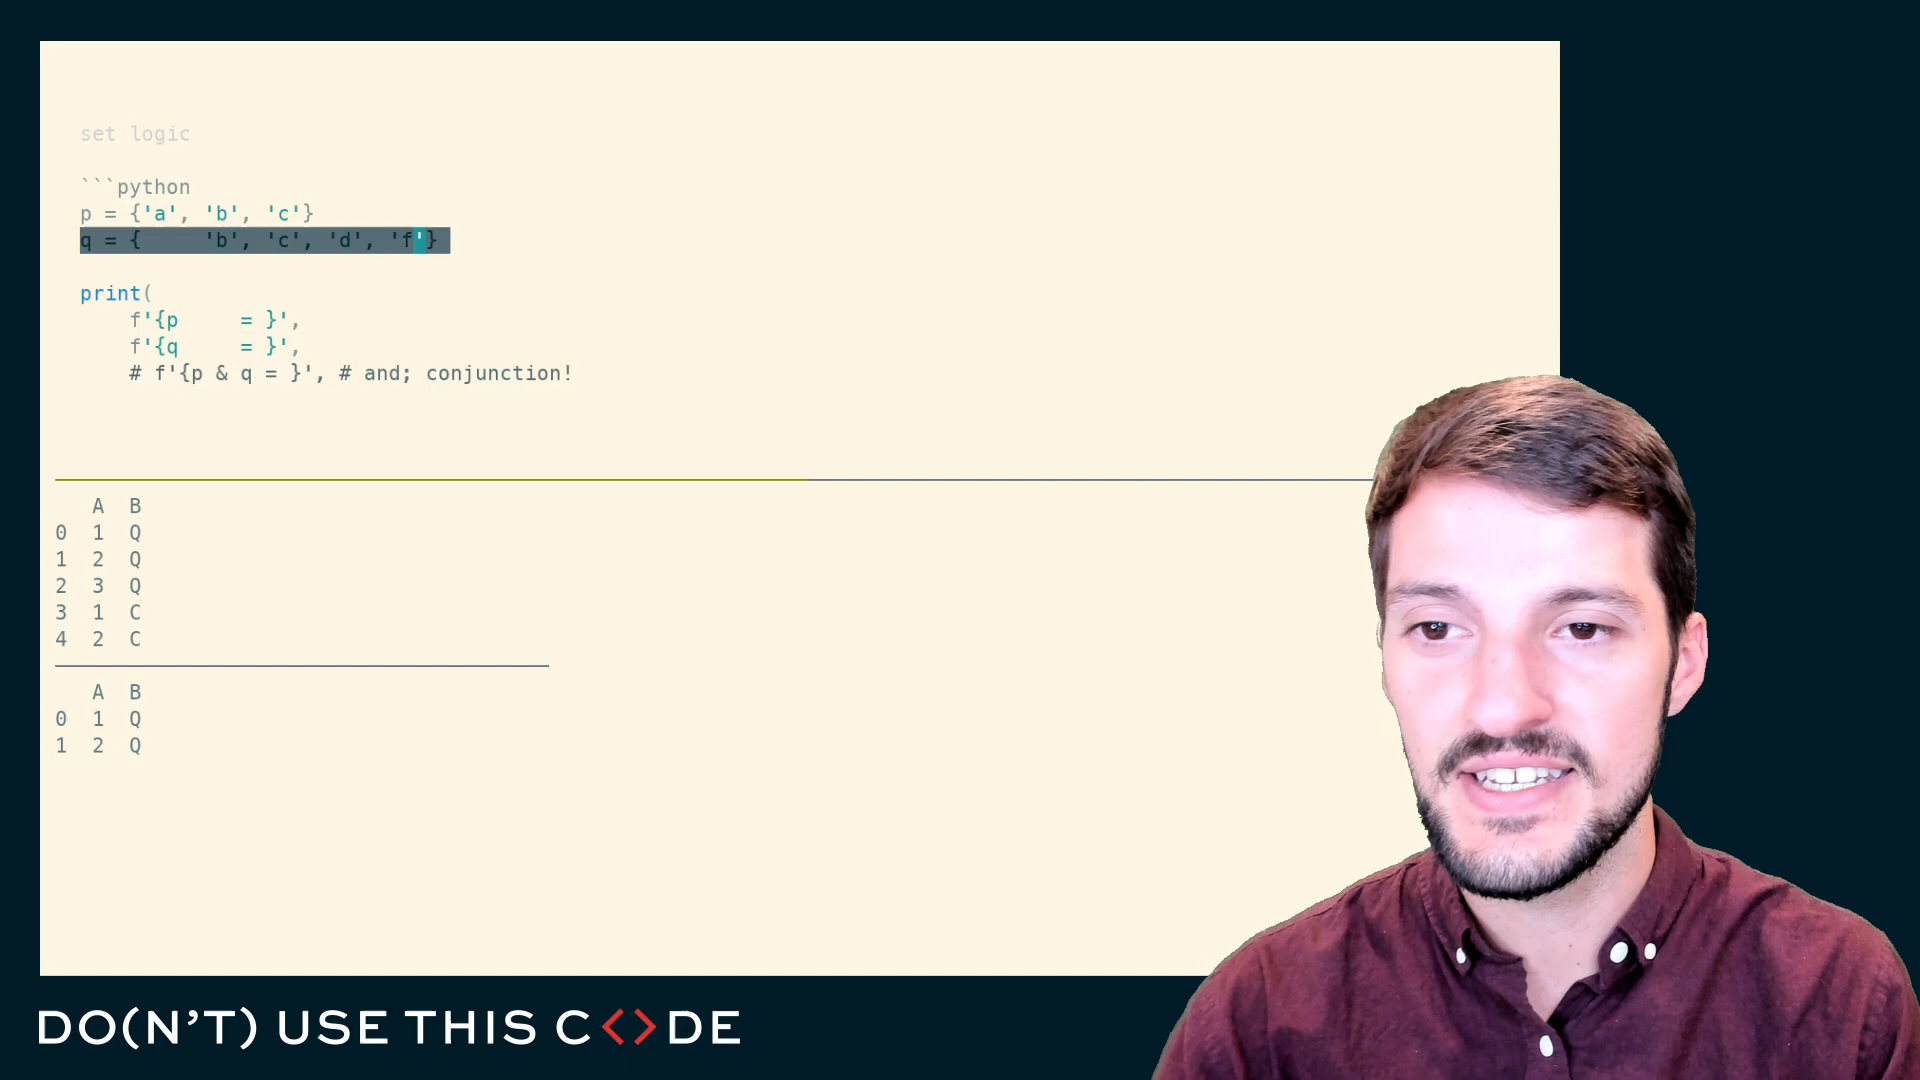 set logic
```python
p = {'a', 'b', 'c'}
q = {     'b', 'c', 'd', 'f'}
print(
    f'{p     = }',
    f'{q     = }',
    # f'{p & q = }', # and; conjunction!
   A  B
0  1  Q
1  2  Q
2  3  Q
3  1  C
4  2  C
   A  B
0  1  Q
1  2  Q
DO(N'T) USE THIS C<>DE